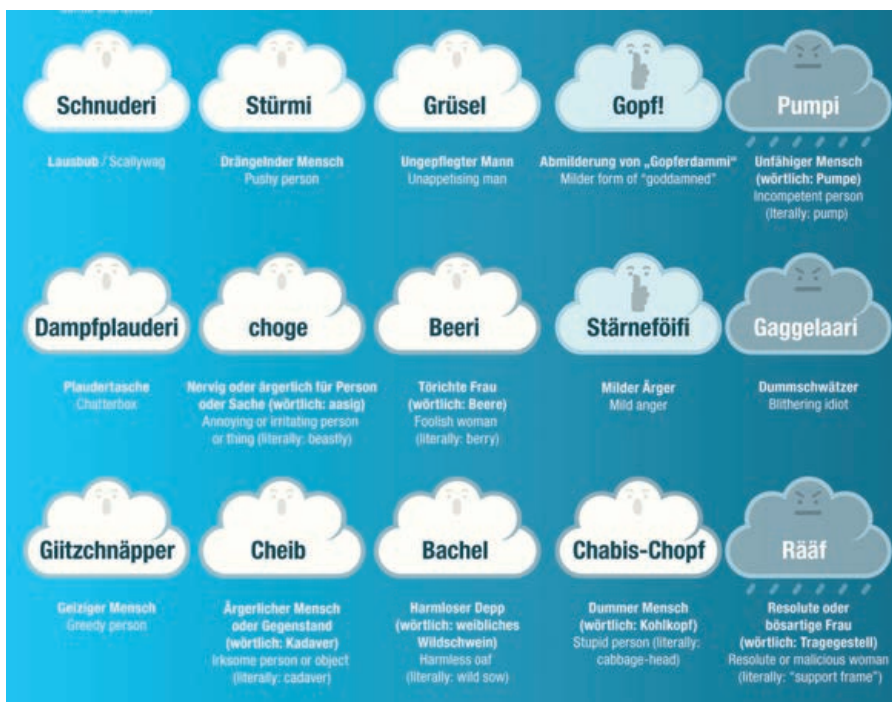 Schnuderi
Lausbub / Scallywag
Stürmi
Drängelnder Mensch
Pushy person
Grüsel
Ungepflegter Mann
Unappetising man
Gopf!
Abmilderung von „Gopferdammi“
Milder form of “goddamned”
Pumpi
Unfähiger Mensch
(wörtlich: Pumpe)
Incompetent person
(lterally: pump)
Dampfplauderi
Plaudertasche
Chatterbox
choge
Nervig oder ärgerlich für Person
oder Sache (wörtlich: aasig)
Annoying or irritating person
or thing (literally: beastly)
Beeri
Törichte Frau
(wörtlich: Beere)
Foolish woman
(literally: berry)
Stärneföifi
Milder Ärger
Mild anger
Gaggelaari
Dummschwätzer
Blithering idiot
Giitzchnäpper
Geiziger Mensch
Greedy person
Cheib
Ärgerlicher Mensch
oder Gegenstand
(wörtlich: Kadaver)
Irksome person or object
(literally: cadaver)
Bachel
Harmloser Depp
(wörtlich: weibliches
Wildschwein)
Harmless oaf
(literally: wild sow)
Chabis-Chopf
Dummer Mensch
(wörtlich: Kohlkopf)
Stupid person (literally:
cabbage-head)
Rääf
Resolute oder
bösartige Frau
(wörtlich: Tragegestell)
Resolute or malicious woman
(literally: “support frame”)